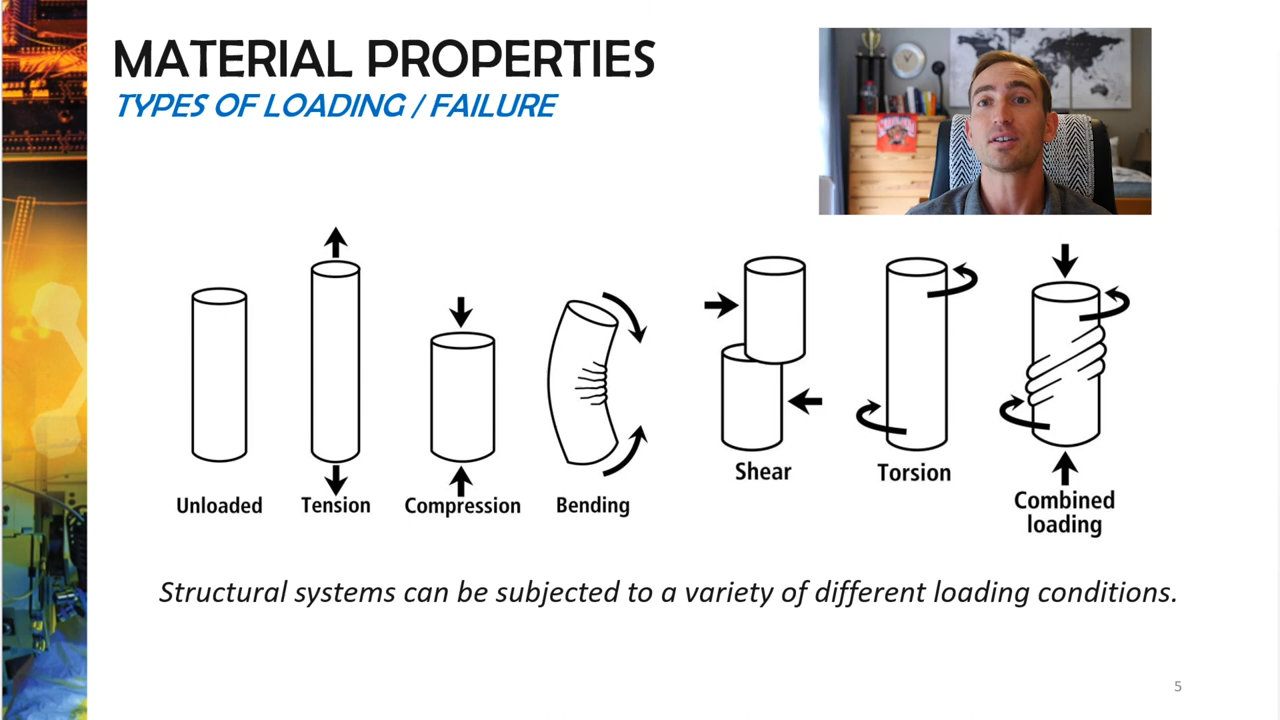 MATERIAL PROPERTIES
TYPES OF LOADING / FAILURE
Unloaded
Tension
Compression
Bending
Shear
Torsion
Combined
loading
Structural systems can be subjected to a variety of different loading conditions.
5